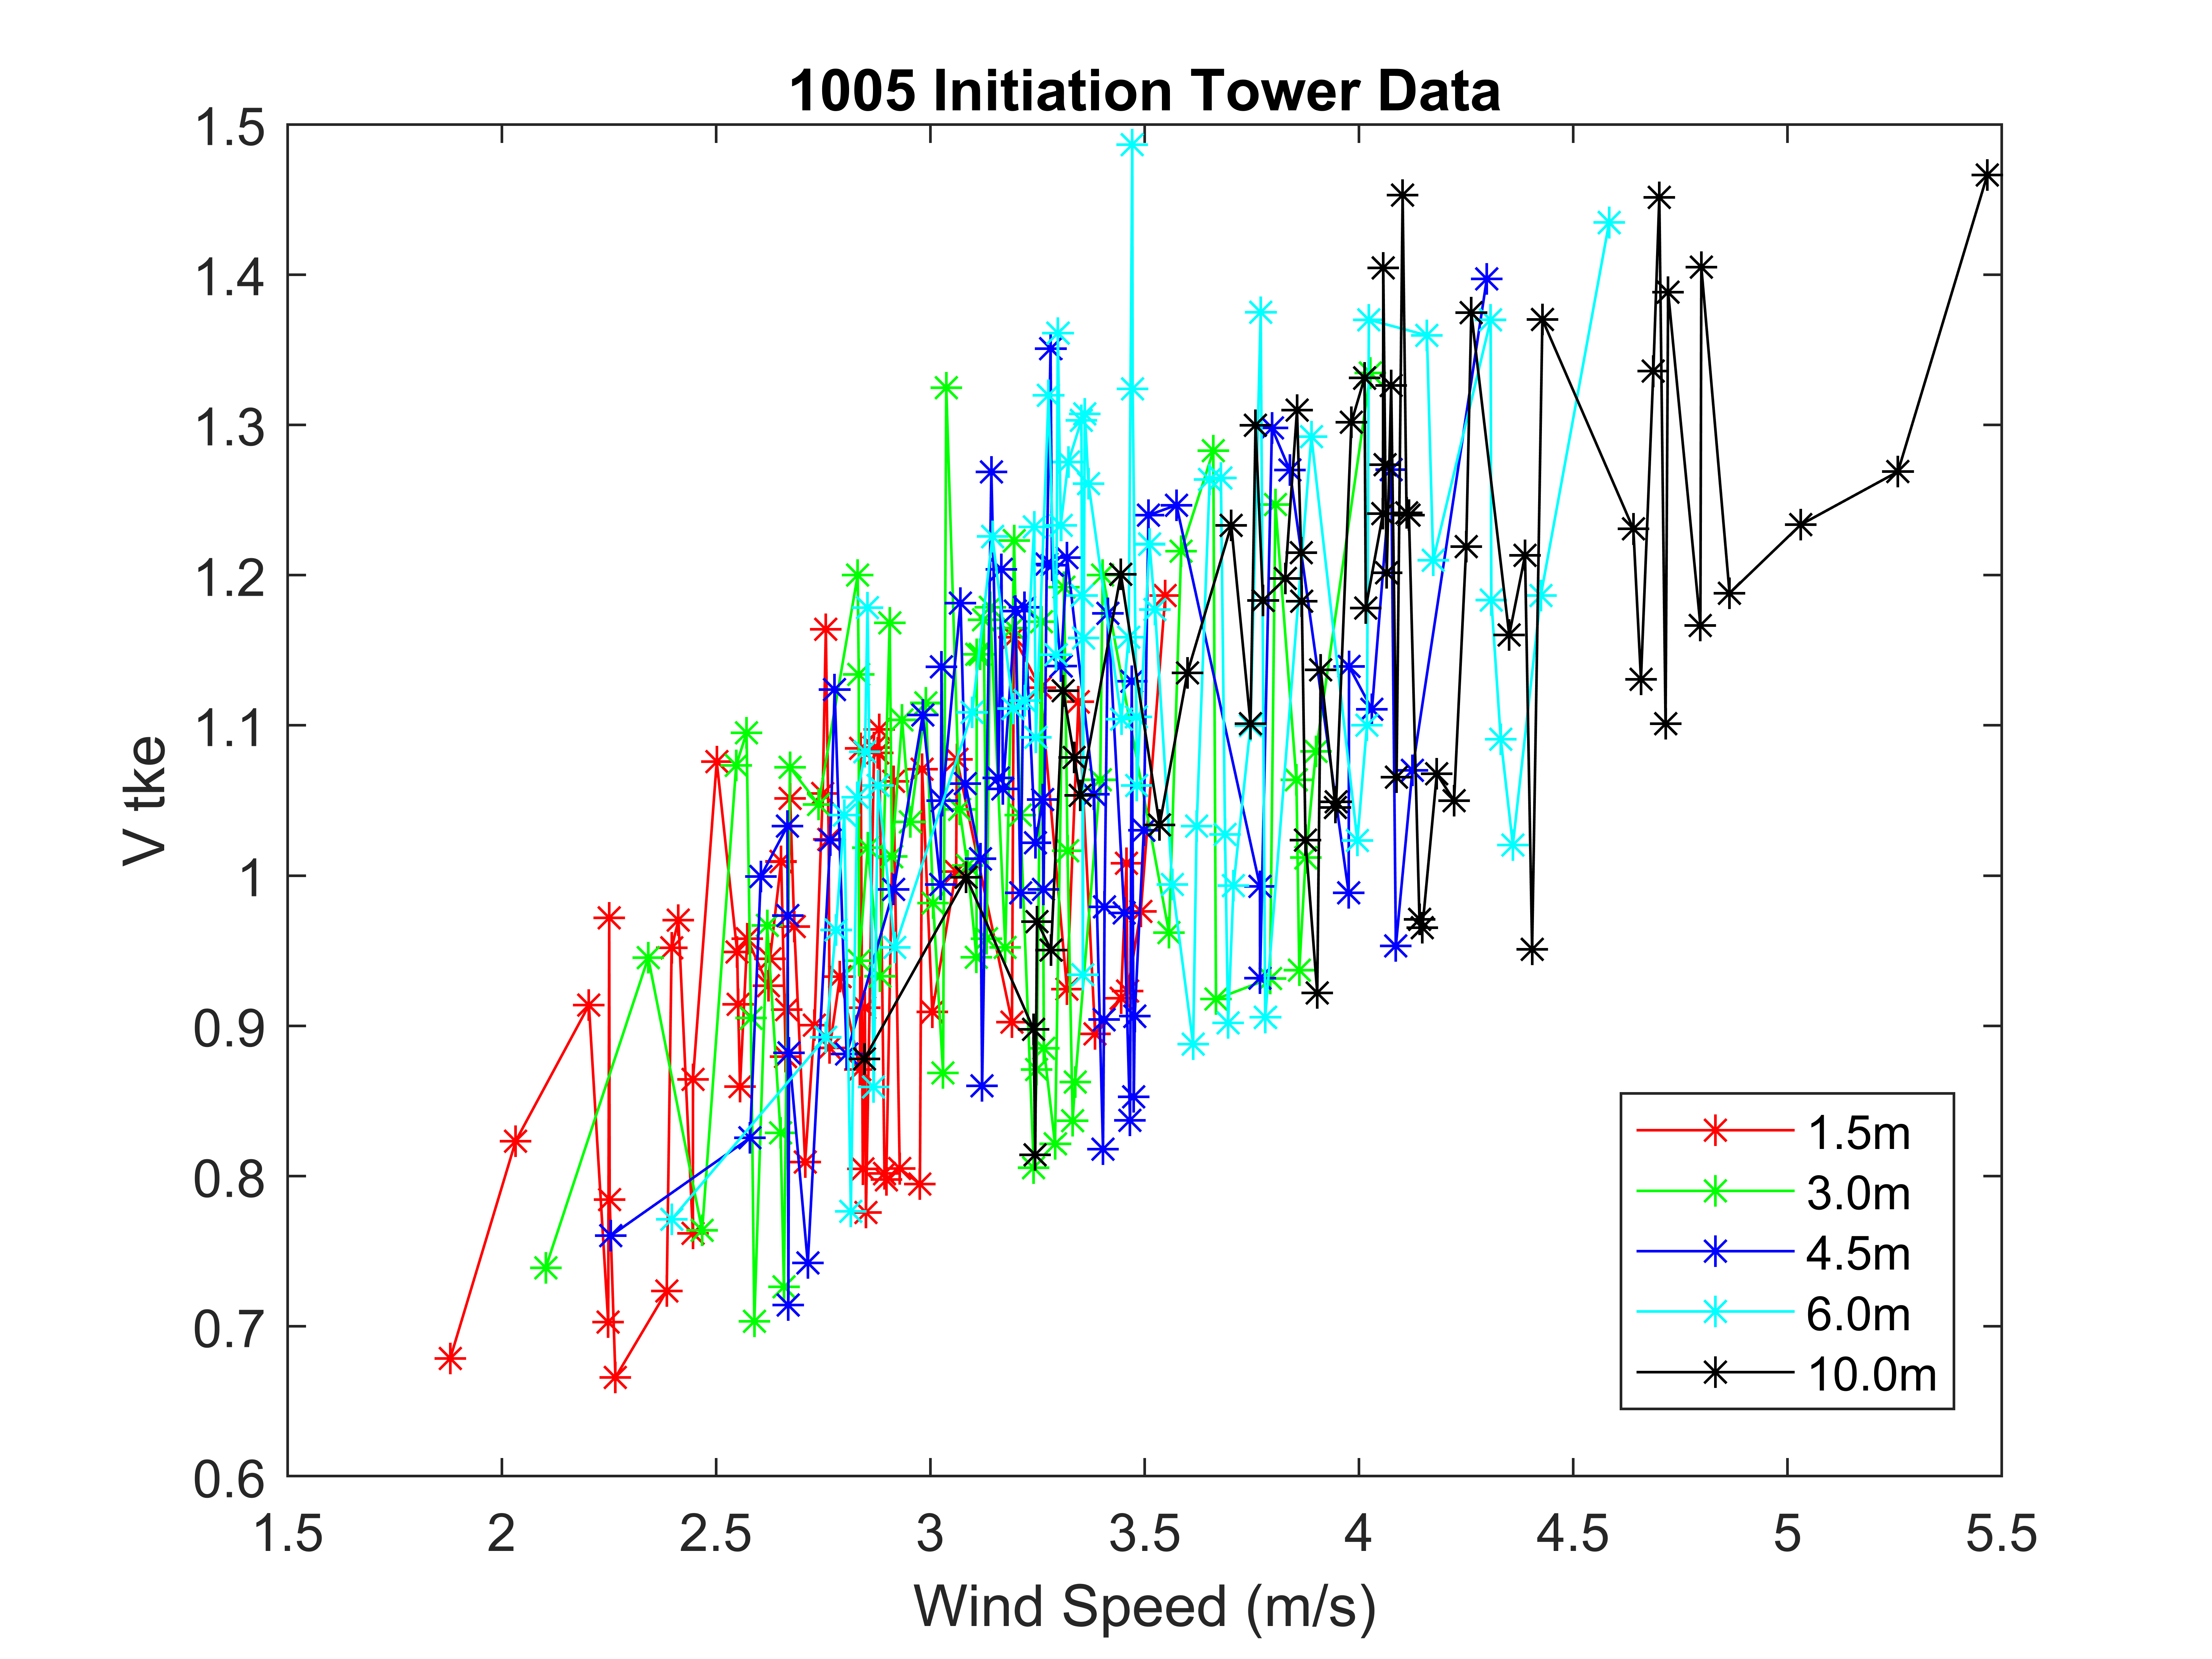 1005 Initiation Tower Data
1.5
1.4
1.3
1.2
1.1
1
0.9
0.8
0.7
0.6
V tke
1.5m
3.0m
4.5m
6.0m
10.0m
1.5 2 2.5 3 3.5 4 4.5 5 5.5
Wind Speed (m/s)